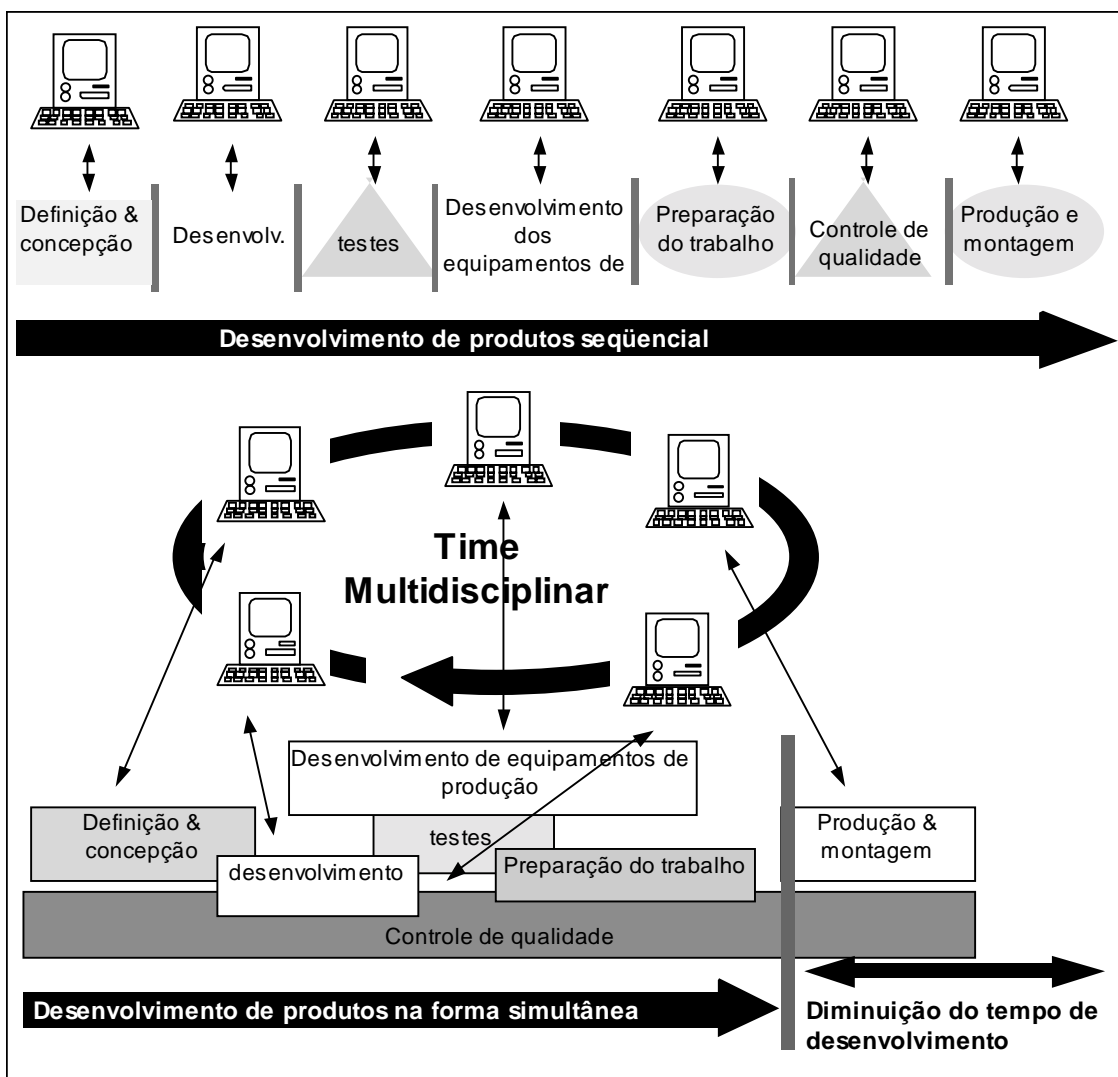 Definição &
concepção
Desenvolv.
testes
Desenvolvimento
dos
equipamentos de
Preparação
do trabalho
Controle de
qualidade
Produção e
montagem
Desenvolvimento de produtos seqüencial
Time
Multidisciplinar
Desenvolvimento de equipamentos de
produção
Definição &
concepção
testes
desenvolvimento
Preparação do trabalho
Produção &
montagem
Controle de qualidade
Desenvolvimento de produtos na forma simultânea
Diminuição do tempo de
desenvolvimento